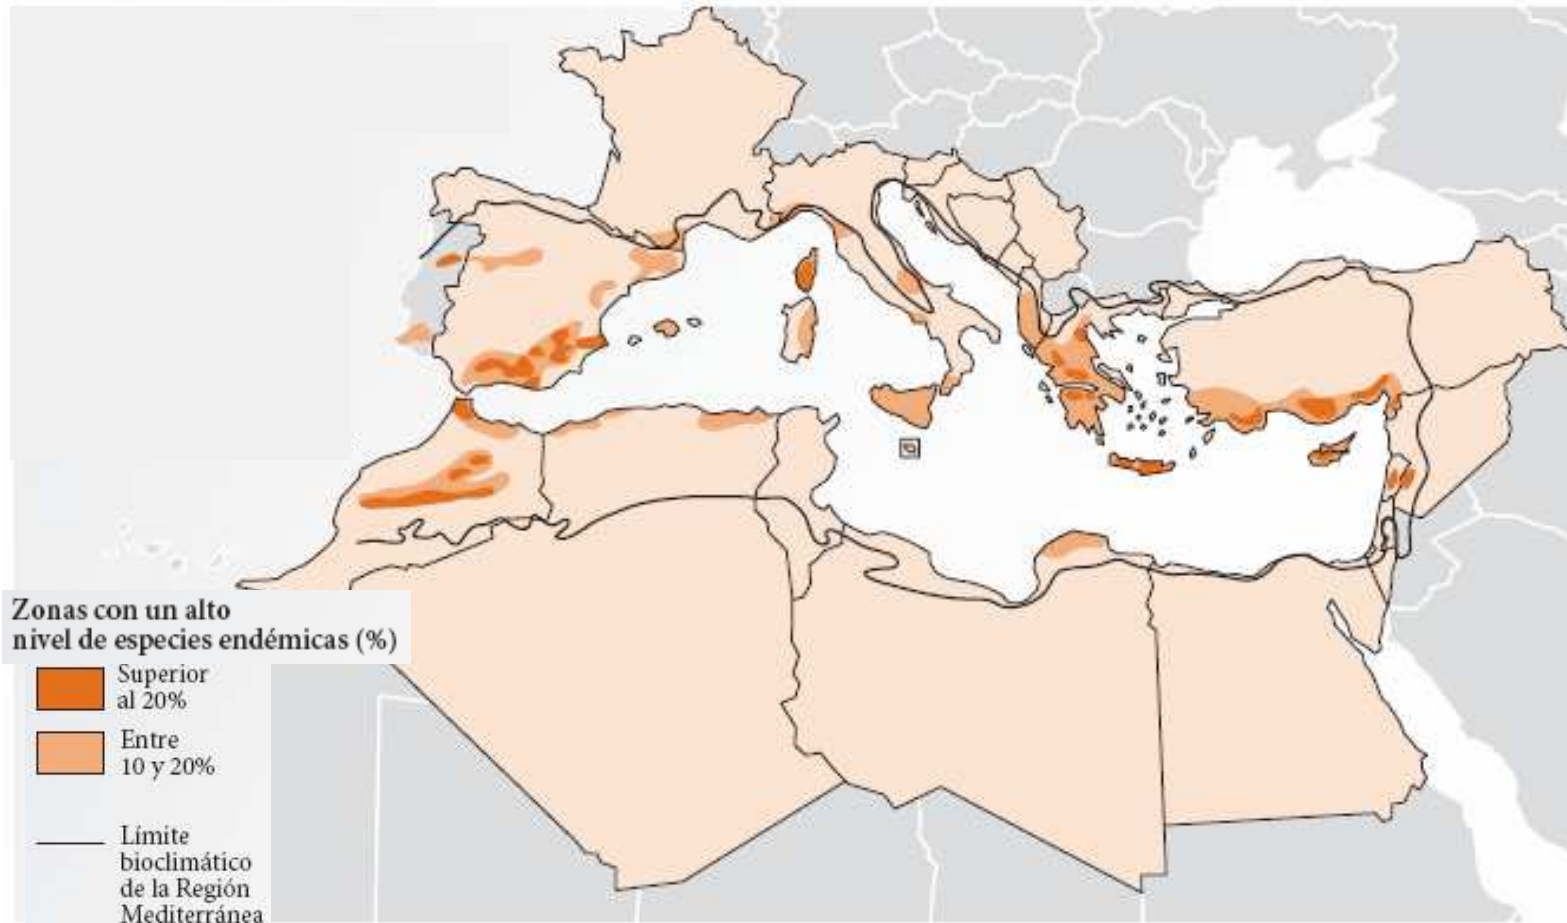 Zonas con un alto
nivel de especies endémicas (%)
Superior
al 20%
Entre
10 y 20%
Límite
bioclimático
de la Región
Mediterránea